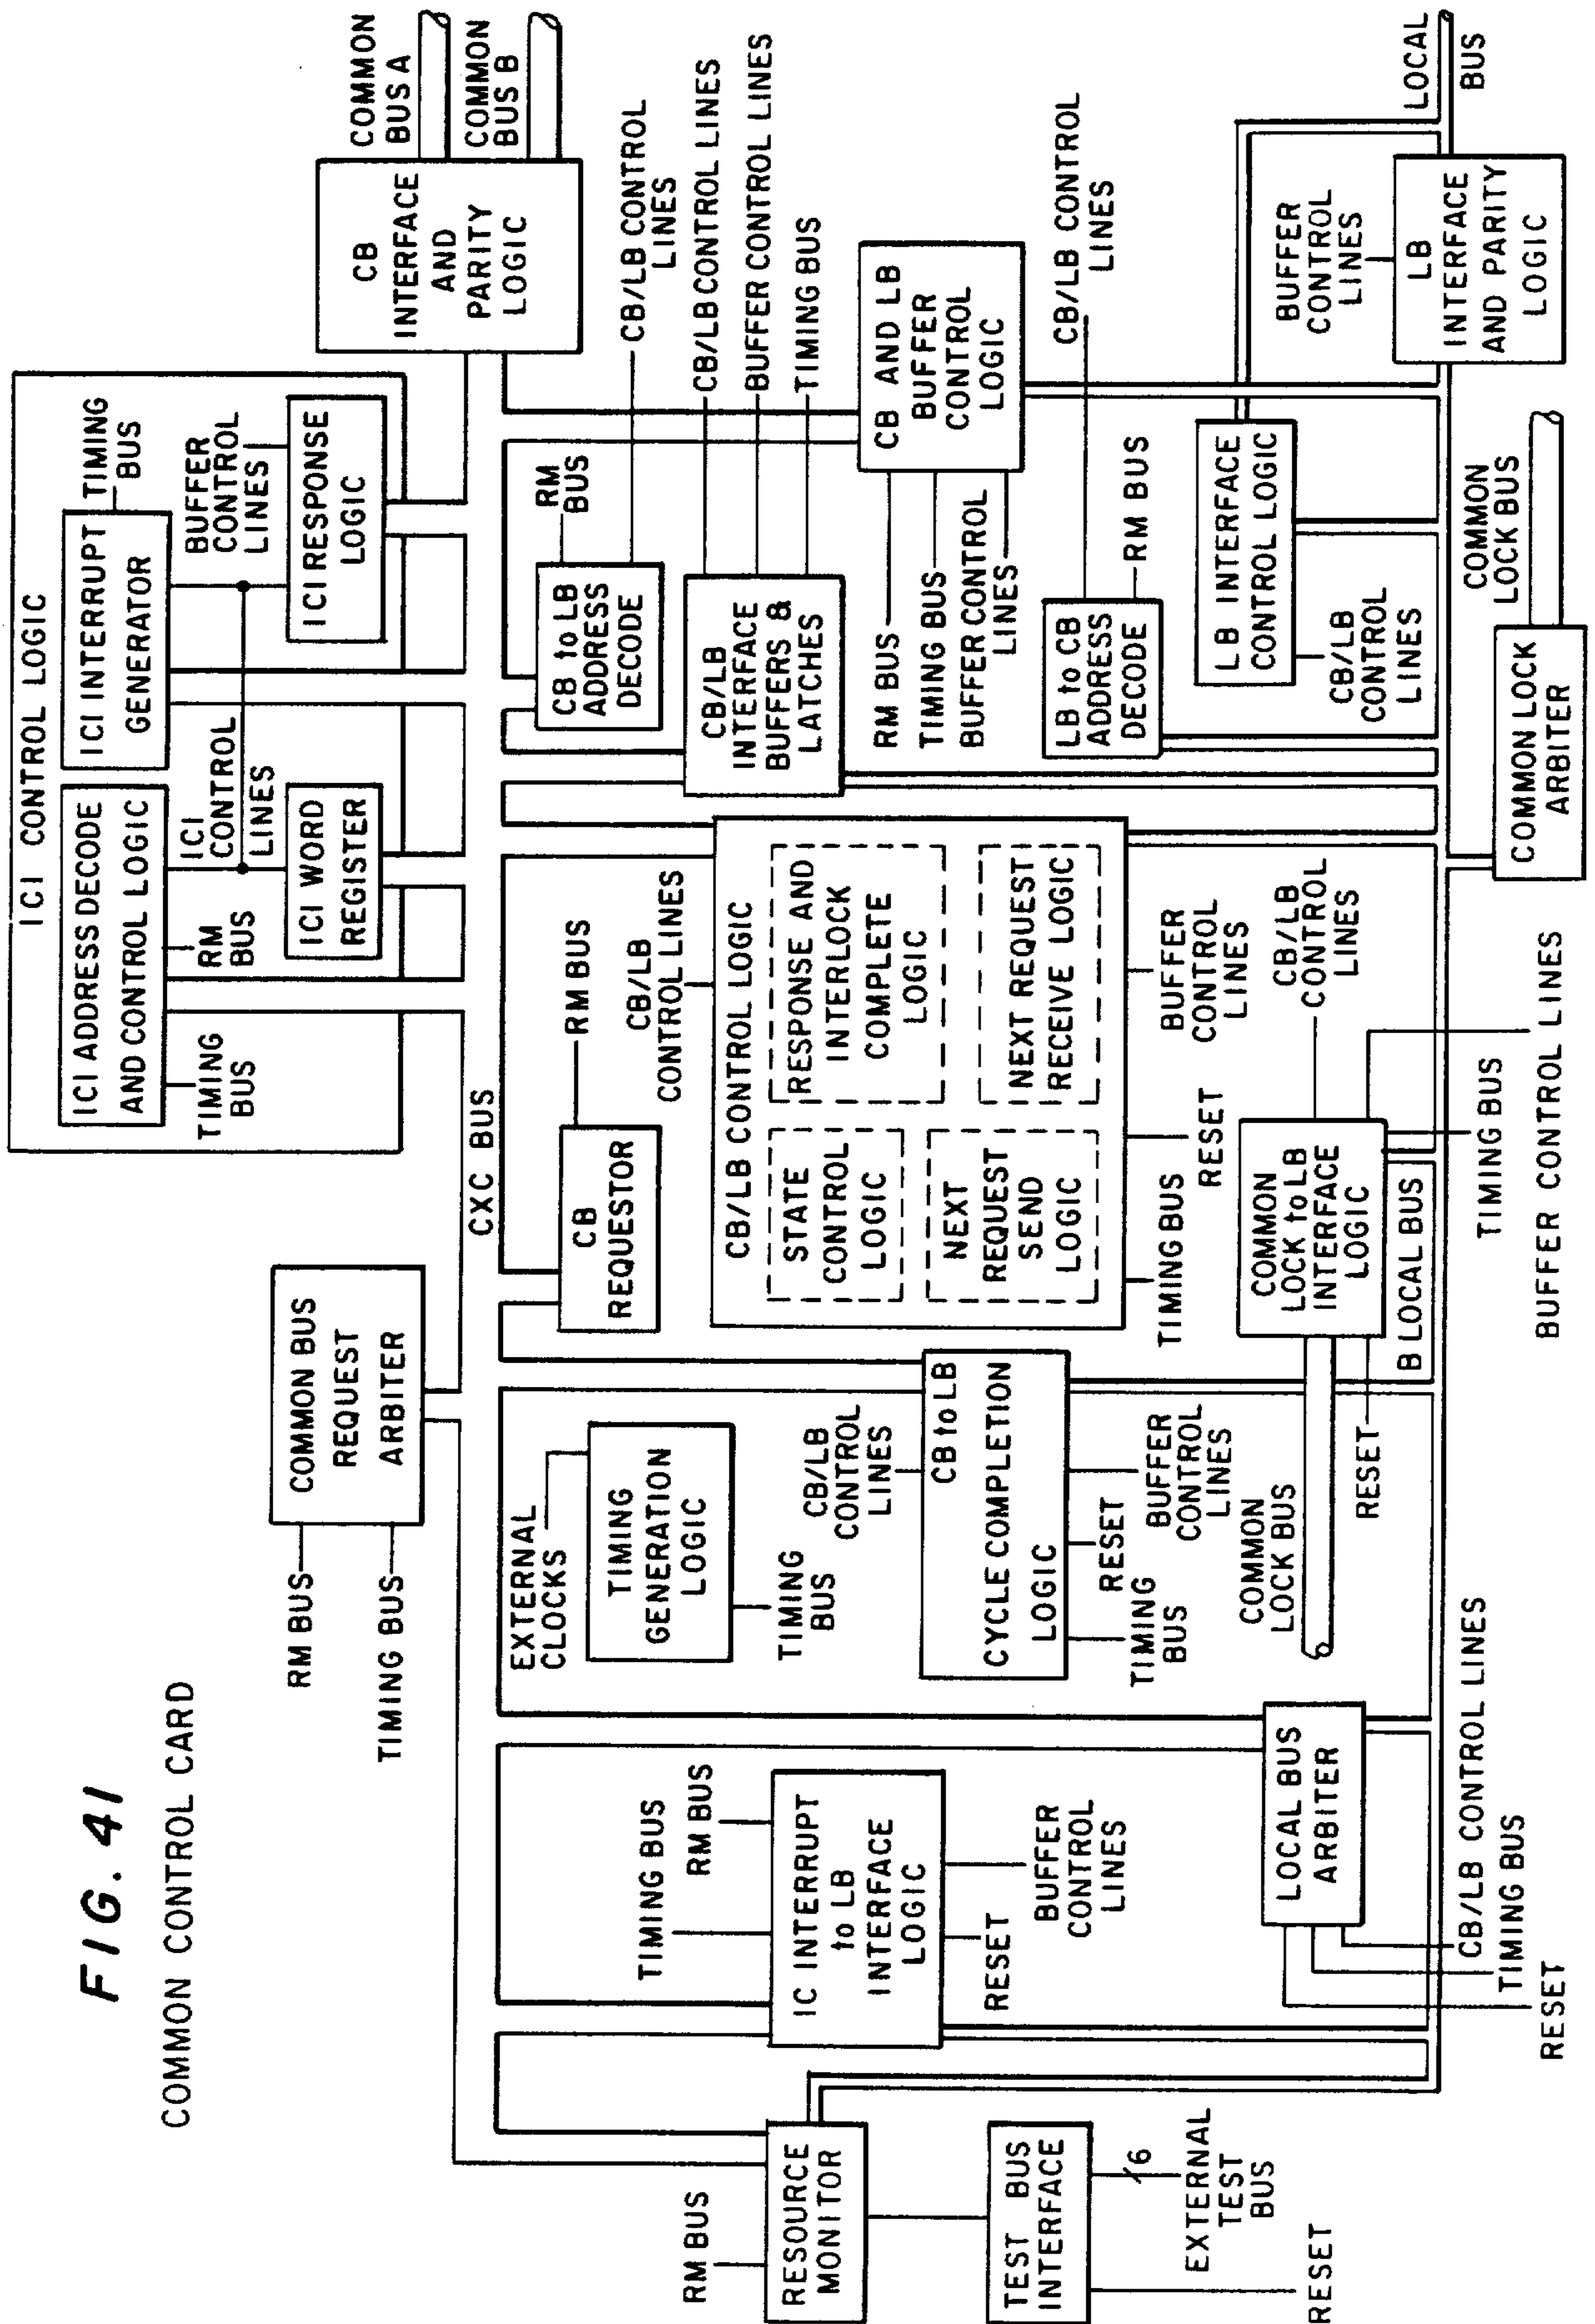 FIG. 41
COMMON CONTROL CARD
ICI CONTROL LOGIC
ICI ADDRESS DECODE
AND CONTROL LOGIC
TIMING
BUS
RM
BUS
ICI
CONTROL
LINES
ICI WORD
REGISTER
ICI INTERRUPT
GENERATOR
TIMING
BUS
BUFFER
CONTROL
LINES
ICI RESPONSE
LOGIC
COMMON
BUS A
COMMON
BUS B
CB
INTERFACE
AND
PARITY
LOGIC
RM BUS
TIMING BUS
COMMON BUS
REQUEST
ARBITER
CXC BUS
RM BUS
RESOURCE
MONITOR
TEST BUS
INTERFACE
6
EXTERNAL
TEST
BUS
RESET
TIMING BUS
RM BUS
IC INTERRUPT
to LB
INTERFACE
LOGIC
RESET
BUFFER
CONTROL
LINES
EXTERNAL
CLOCKS
TIMING
GENERATION
LOGIC
TIMING
BUS
CB/LB
CONTROL
LINES
CB to LB
CYCLE COMPLETION
LOGIC
TIMING
BUS
RESET
BUFFER
CONTROL
LINES
CB
REQUESTOR
RM BUS
CB/LB
CONTROL LINES
CB/LB CONTROL LOGIC
STATE
CONTROL
LOGIC
RESPONSE AND
INTERLOCK
COMPLETE
LOGIC
NEXT
REQUEST
SEND
LOGIC
NEXT REQUEST
RECEIVE LOGIC
TIMING BUS
RESET
BUFFER
CONTROL
LINES
CB to LB
ADDRESS
DECODE
RM
BUS
CB/LB CONTROL
LINES
CB/LB
INTERFACE
BUFFERS &
LATCHES
CB/LB CONTROL LINES
BUFFER CONTROL LINES
TIMING BUS
CB AND LB
BUFFER
CONTROL
LOGIC
RM BUS
TIMING BUS
BUFFER CONTROL
LINES
LB to CB
ADDRESS
DECODE
CB/LB CONTROL
LINES
RM BUS
LB INTERFACE
CONTROL LOGIC
CB/LB
CONTROL
LINES
LOCAL
BUS
BUFFER
CONTROL
LINES
LB
INTERFACE
AND PARITY
LOGIC
COMMON
LOCK BUS
COMMON LOCK
ARBITER
LOCAL BUS
ARBITER
CB/LB CONTROL LINES
TIMING BUS
RESET
COMMON
LOCK BUS
COMMON
LOCK to LB
INTERFACE
LOGIC
CB/LB
CONTROL
LINES
RESET
B LOCAL BUS
TIMING BUS
BUFFER CONTROL LINES